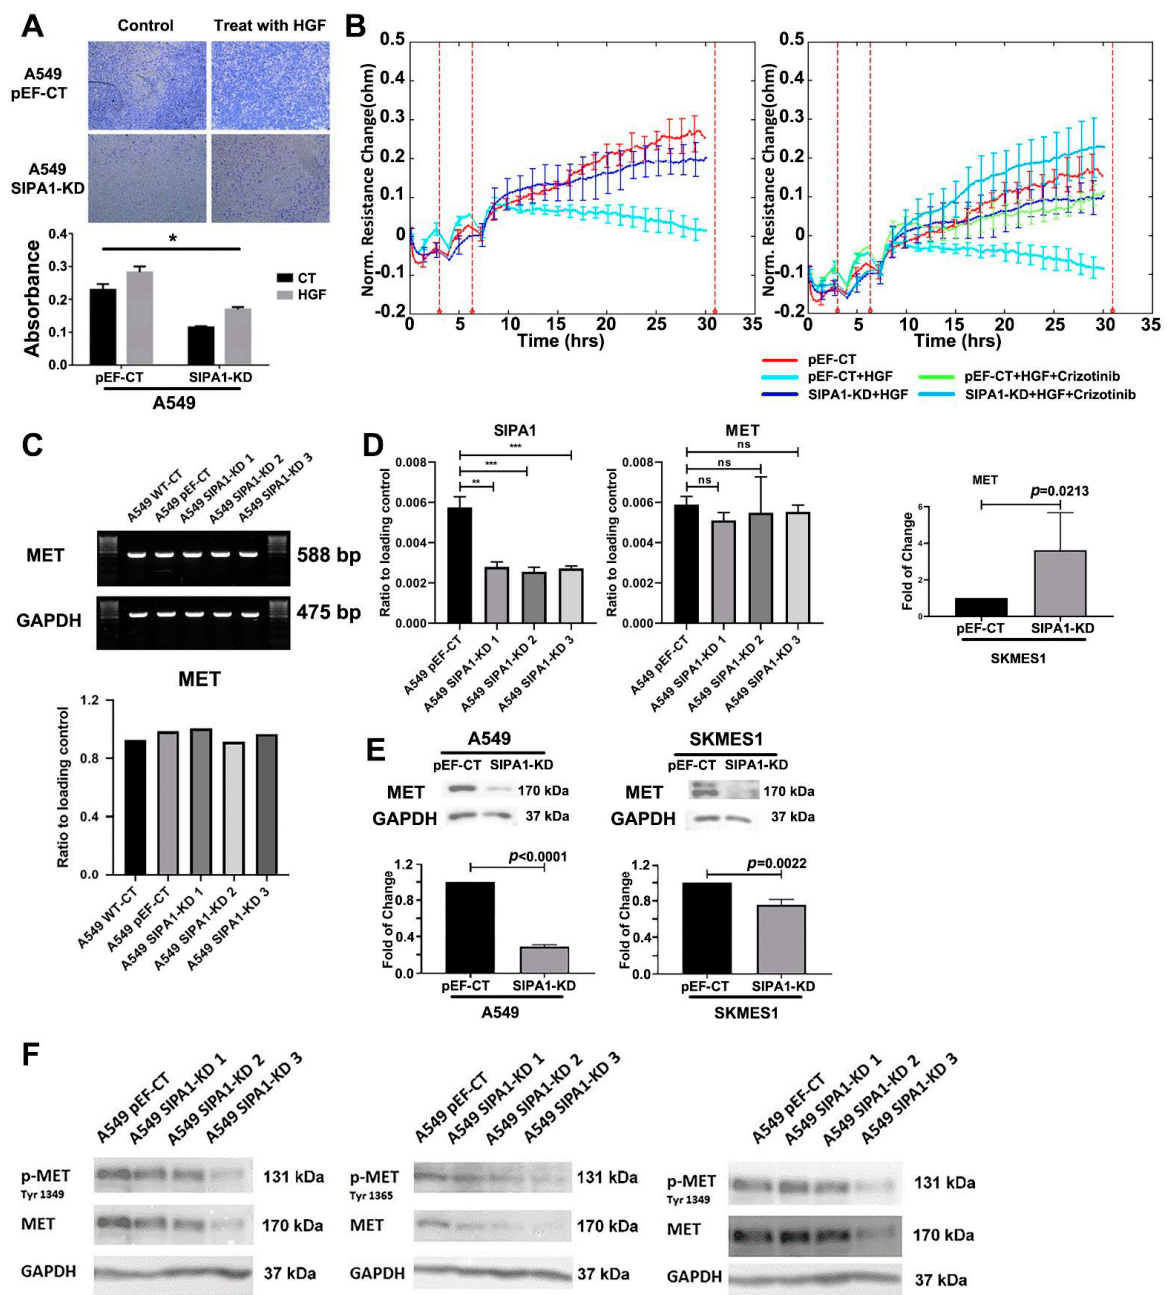 A
Control
Treat with HGF
A549
pEF-CT
A549
SIPA1-KD
Absorbance
0.4
0.3
0.2
0.1
0.0
*
CT
HGF
pEF-CT
SIPA1-KD
A549
B
Norm. Resistance Change(ohm)
0.5
0.4
0.3
0.2
0.1
0
-0.1
-0.2
0
5
10
15
20
25
30
35
Time (hrs)
Norm. Resistance Change(ohm)
0.5
0.4
0.3
0.2
0.1
0
-0.1
-0.2
0
5
10
15
20
25
30
35
Time (hrs)
pEF-CT
pEF-CT+HGF
pEF-CT+HGF+Crizotinib
SIPA1-KD+HGF
SIPA1-KD+HGF+Crizotinib
C
A549 WT-CT
A549 pEF-CT
A549 SIPA1-KD 1
A549 SIPA1-KD 2
A549 SIPA1-KD 3
MET
588 bp
GAPDH
475 bp
MET
Ratio to loading control
1.2
0.8
0.4
0.0
A549 WT-CT
A549 pEF-CT
A549 SIPA1-KD 1
A549 SIPA1-KD 2
A549 SIPA1-KD 3
D
SIPA1
Ratio to loading control
0.008
0.006
0.004
0.002
0.000
***
***
**
A549 pEF-CT
A549 SIPA1-KD 1
A549 SIPA1-KD 2
A549 SIPA1-KD 3
MET
Ratio to loading control
0.008
0.006
0.004
0.002
0.000
ns
ns
ns
A549 pEF-CT
A549 SIPA1-KD 1
A549 SIPA1-KD 2
A549 SIPA1-KD 3
MET
p=0.0213
Fold of Change
6
4
2
0
pEF-CT
SIPA1-KD
SKMES1
E
A549
pEF-CT SIPA1-KD
MET
170 kDa
GAPDH
37 kDa
SKMES1
pEF-CT SIPA1-KD
MET
170 kDa
GAPDH
37 kDa
p<0.0001
Fold of Change
1.2
0.8
0.4
0.0
pEF-CT
SIPA1-KD
A549
p=0.0022
Fold of Change
1.2
0.8
0.4
0.0
pEF-CT
SIPA1-KD
SKMES1
F
A549 pEF-CT
A549 SIPA1-KD 1
A549 SIPA1-KD 2
A549 SIPA1-KD 3
p-MET
Tyr 1349
131 kDa
MET
170 kDa
GAPDH
37 kDa
A549 pEF-CT
A549 SIPA1-KD 1
A549 SIPA1-KD 2
A549 SIPA1-KD 3
p-MET
Tyr 1365
131 kDa
MET
170 kDa
GAPDH
37 kDa
A549 pEF-CT
A549 SIPA1-KD 1
A549 SIPA1-KD 2
A549 SIPA1-KD 3
p-MET
Tyr 1349
131 kDa
MET
170 kDa
GAPDH
37 kDa